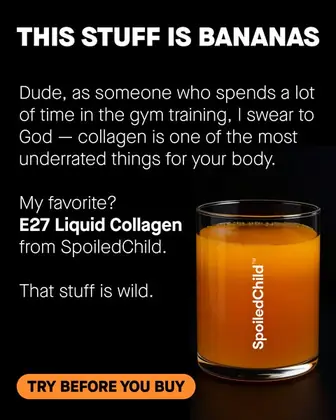 THIS STUFF IS BANANAS
Dude, as someone who spends a lot
of time in the gym training, I swear to
God — collagen is one of the most
underrated things for your body.
My favorite?
E27 Liquid Collagen
from SpoiledChild.
That stuff is wild.
SpoiledChild™
TRY BEFORE YOU BUY